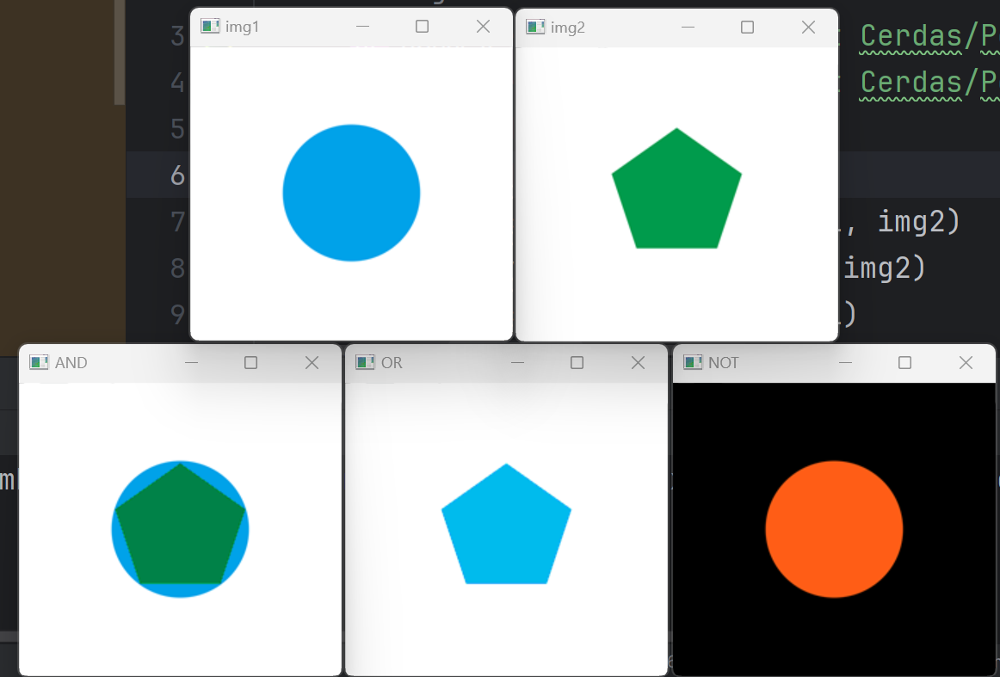 img1
img2
3
Cerdas/P
4
Cerdas/P
5
6
7
, img2)
8
img2)
9
)
AND
OR
NOT
m